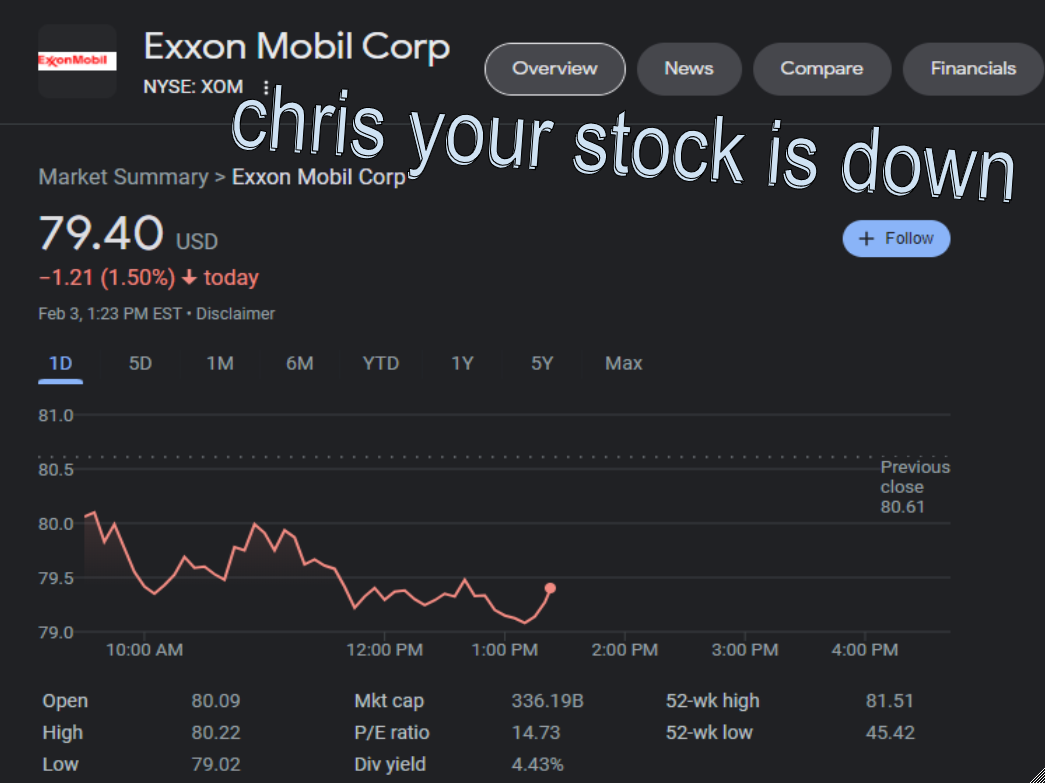 ExxonMobil
Exxon Mobil Corp
NYSE: XOM
Overview News Compare Financials
chris your stock is down
Market Summary > Exxon Mobil Corp
79.40 USD
+ Follow
−1.21 (1.50%) ↓ today
Feb 3, 1:23 PM EST • Disclaimer
1D 5D 1M 6M YTD 1Y 5Y Max
81.0
80.5
80.0
79.5
79.0
Previous
close
80.61
10:00 AM 12:00 PM 1:00 PM 2:00 PM 3:00 PM 4:00 PM
Open 80.09 Mkt cap 336.19B 52-wk high 81.51
High 80.22 P/E ratio 14.73 52-wk low 45.42
Low 79.02 Div yield 4.43%